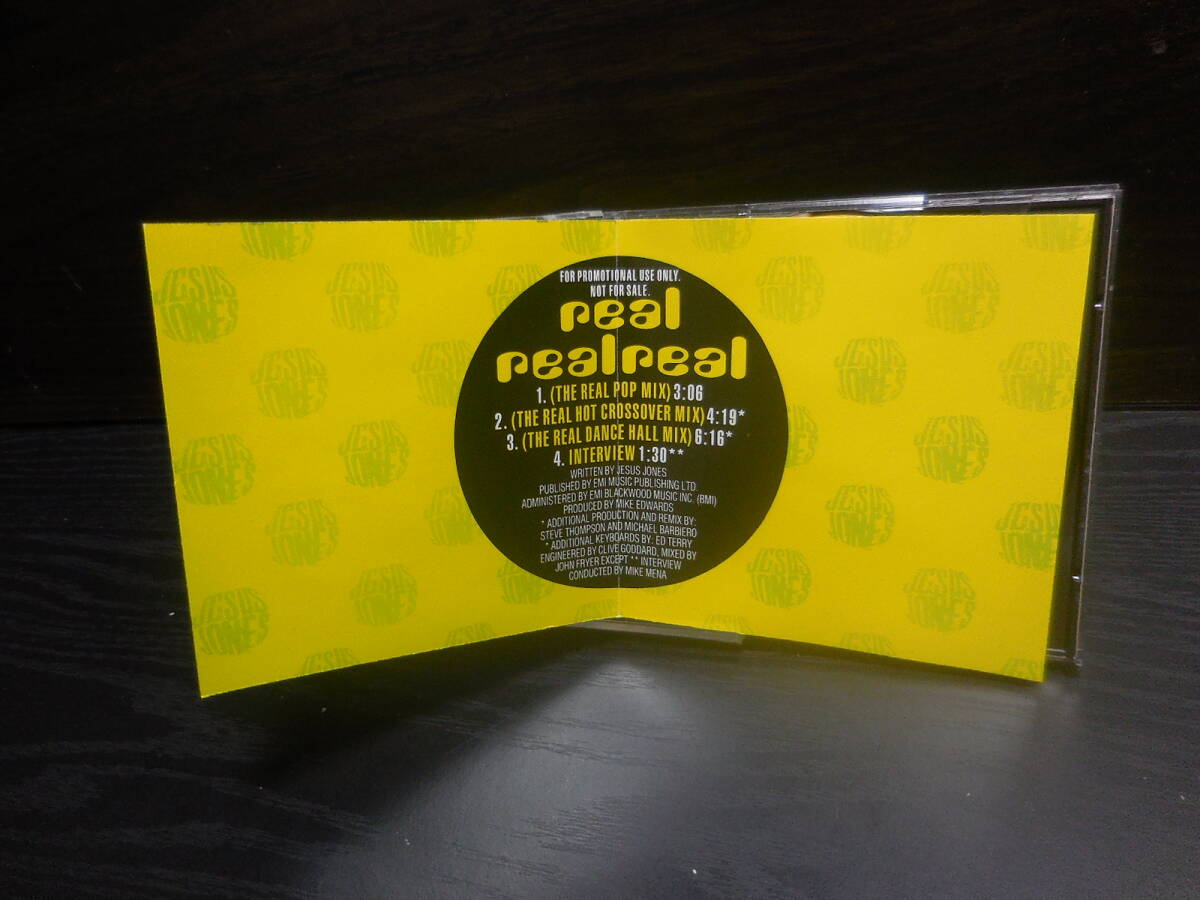 FOR PROMOTIONAL USE ONLY.
NOT FOR SALE.
real
realreal
1. (THE REAL POP MIX) 3:06
2. (THE REAL HOT CROSSOVER MIX) 4:19*
3. (THE REAL DANCE HALL MIX) 6:16*
4. INTERVIEW 1:30**
WRITTEN BY JESUS JONES
PUBLISHED BY EMI MUSIC PUBLISHING LTD.
ADMINISTERED BY EMI BLACKWOOD MUSIC INC. (BMI)
PRODUCED BY MIKE EDWARDS
* ADDITIONAL PRODUCTION AND REMIX BY:
STEVE THOMPSON AND MICHAEL BARBIERO
* ADDITIONAL KEYBOARDS BY: ED TERRY
ENGINEERED BY CLIVE GODDARD, MIXED BY
JOHN FRYER EXCEPT ** INTERVIEW
CONDUCTED BY MIKE MENA
JESUS
JONES